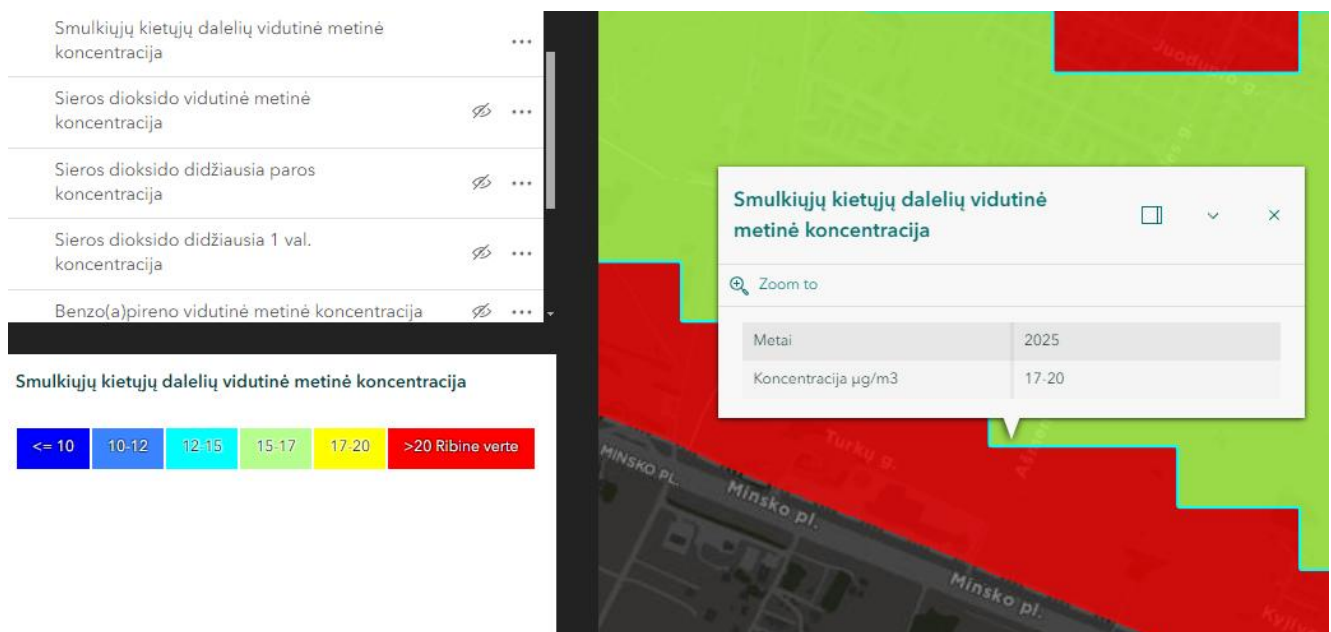 Smulkiųjų kietųjų dalelių vidutinė metinė
koncentracija
Sieros dioksido vidutinė metinė
koncentracija
Sieros dioksido didžiausia paros
koncentracija
Sieros dioksido didžiausia 1 val.
koncentracija
Benzo(a)pireno vidutinė metinė koncentracija
Smulkiųjų kietųjų dalelių vidutinė metinė koncentracija
<= 10 10-12 12-15 15-17 17-20 >20 Ribine verte
Juodupio g.
Smulkiųjų kietųjų dalelių vidutinė
metinė koncentracija
Zoom to
Metai 2025
Koncentracija µg/m3 17-20
Turkų g.
MINSKO PL.
Minsko pl.
Minsko pl.